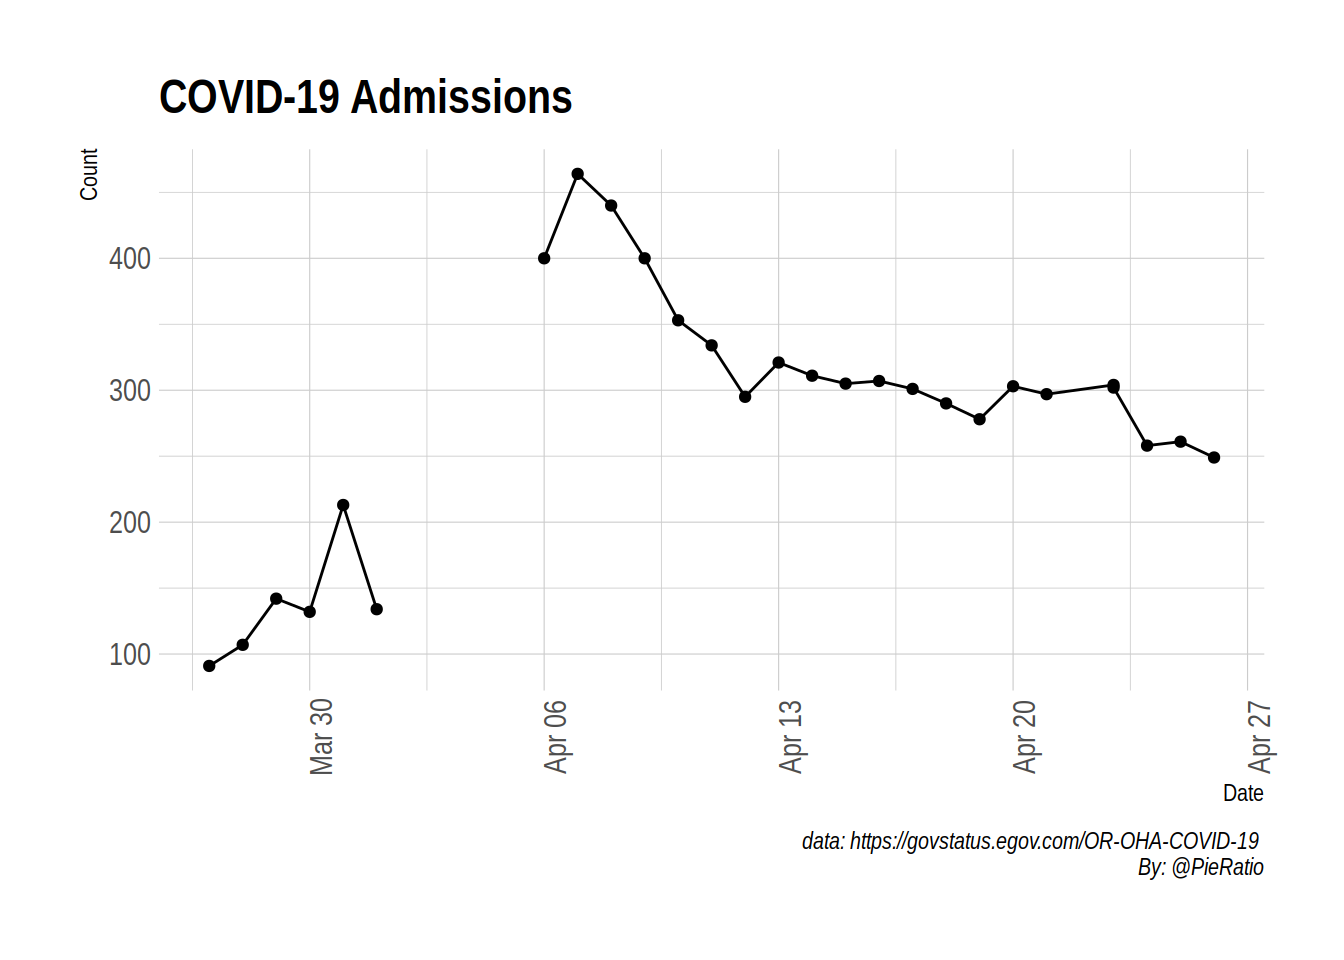 COVID-19 Admissions
Count
400
300
200
100
Mar 30
Apr 06
Apr 13
Apr 20
Apr 27
Date
data: https://govstatus.egov.com/OR-OHA-COVID-19
By: @PieRatio